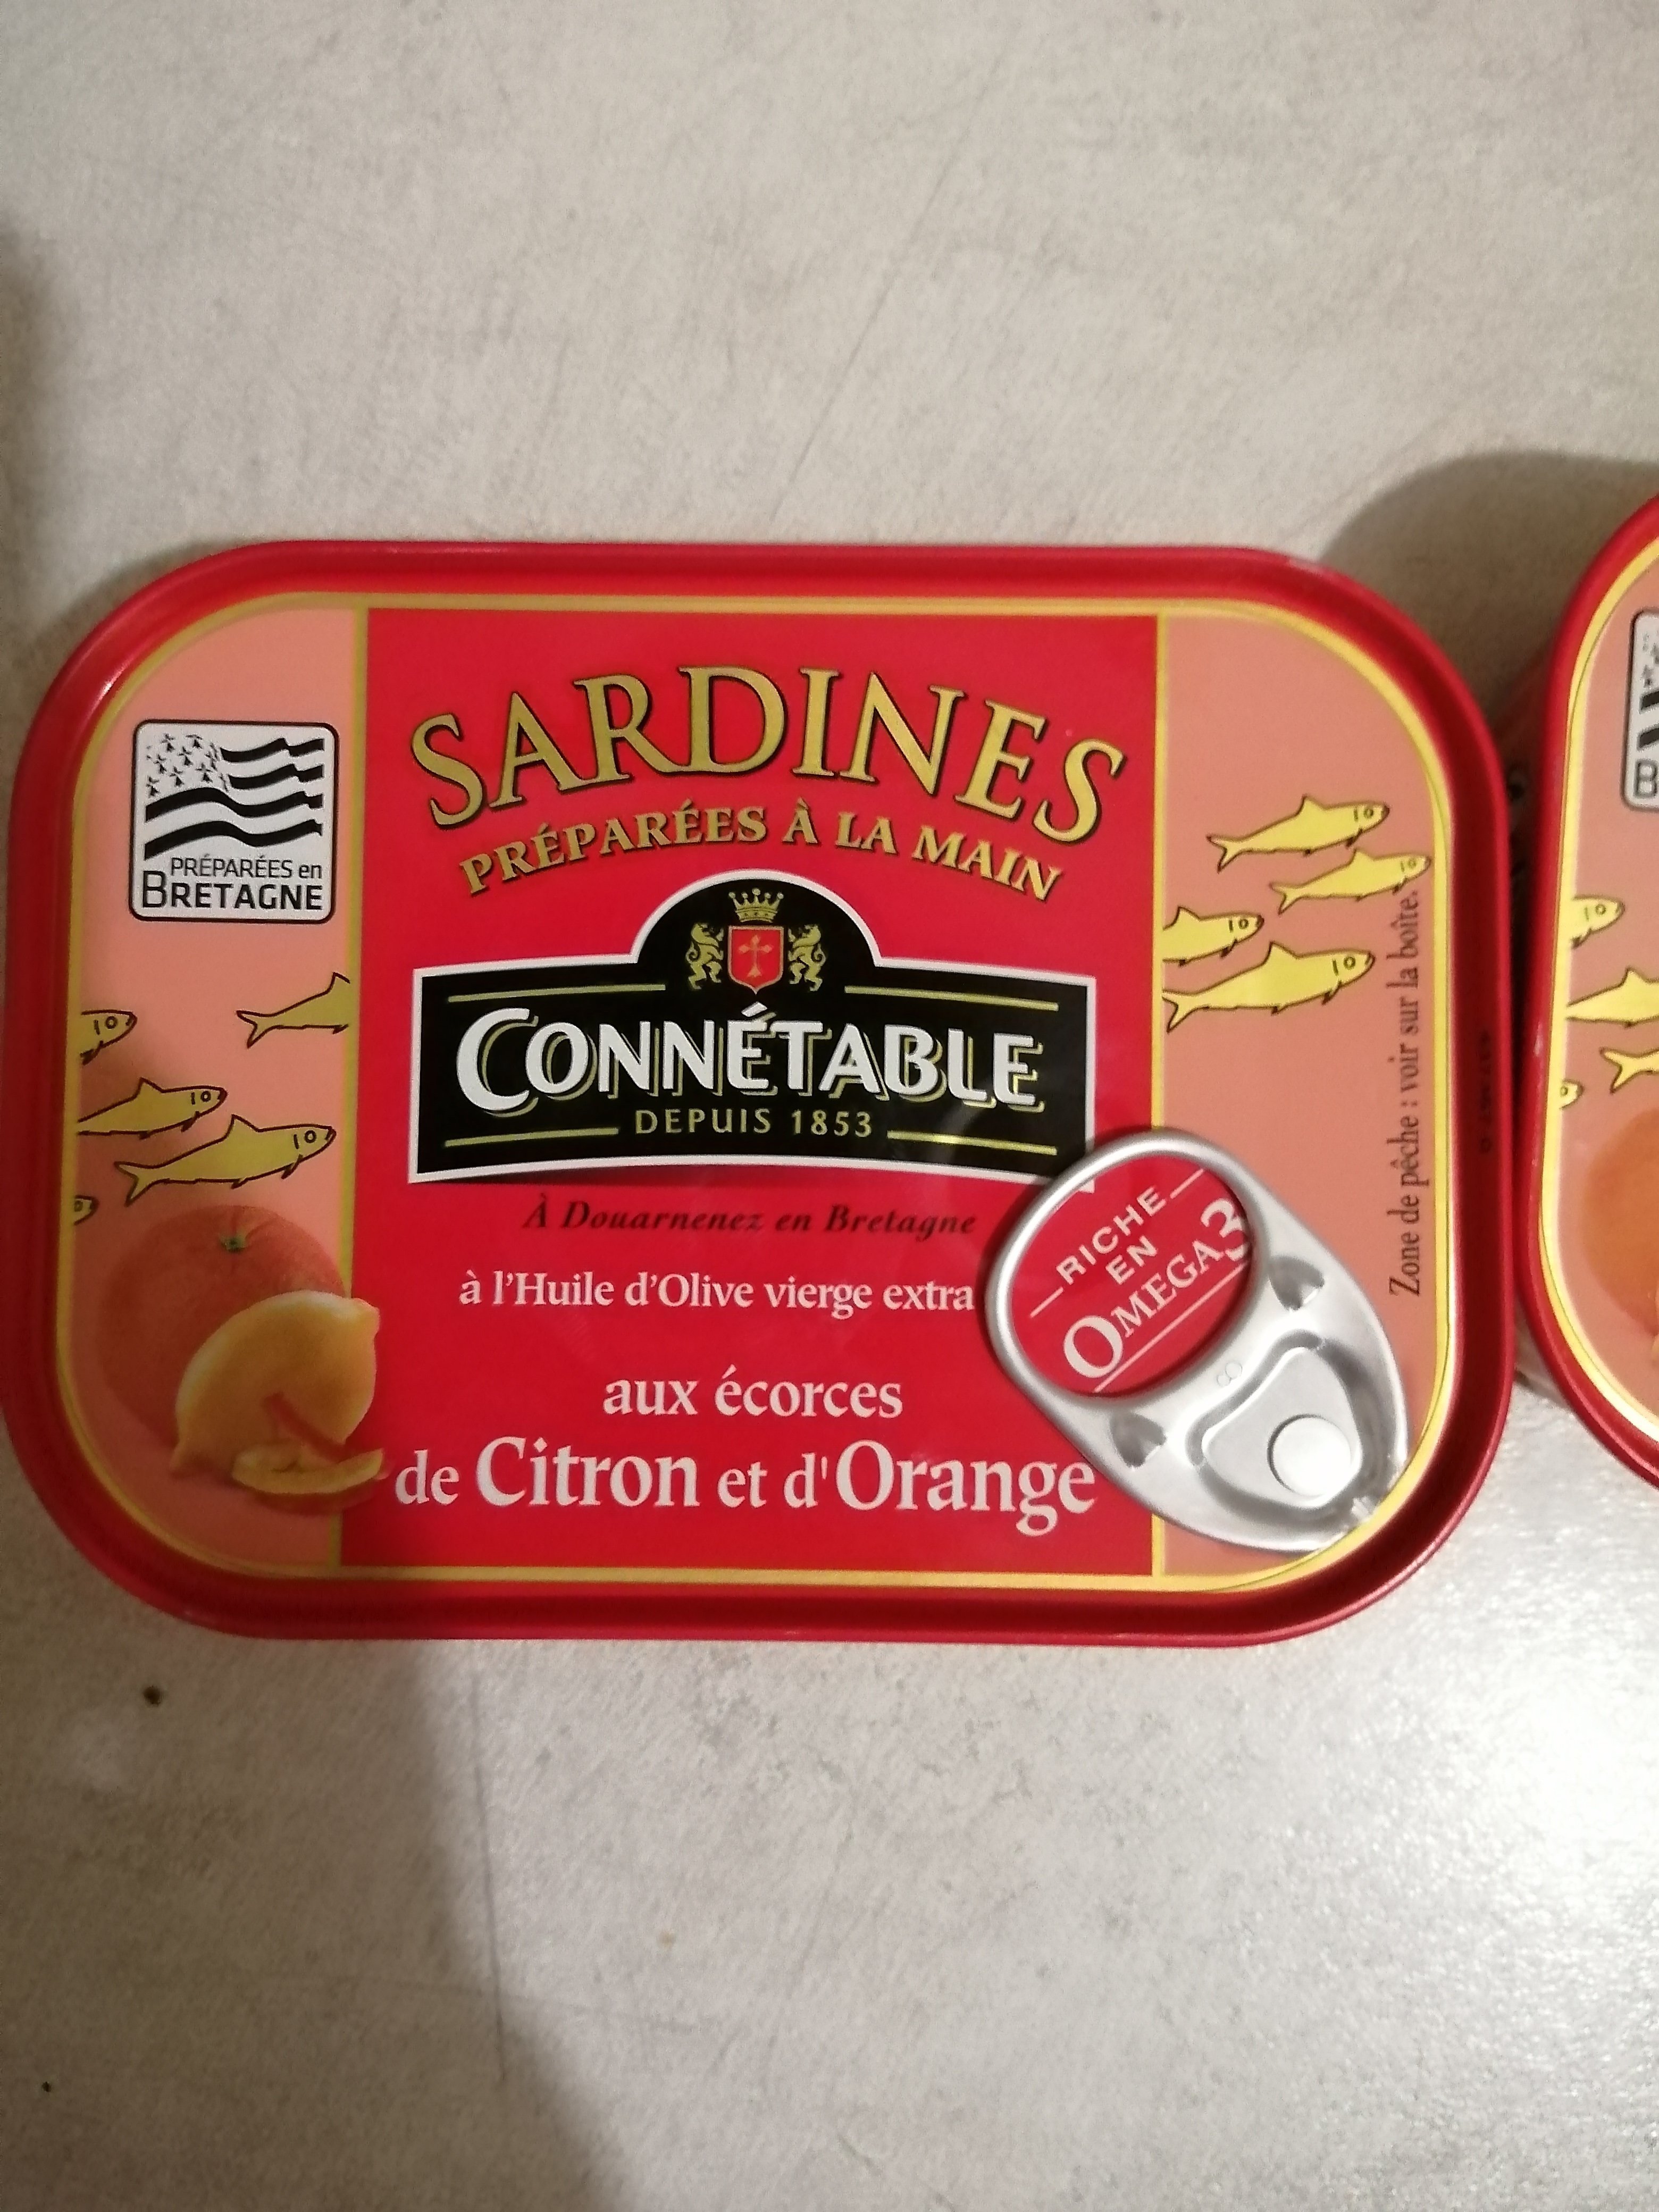 SARDINES
PRÉPARÉES À LA MAIN
PRÉPARÉES en
BRETAGNE
CONNÉTABLE
DEPUIS 1853
À Douarnenez en Bretagne
à l'Huile d'Olive vierge extra
aux écorces
de Citron et d'Orange
RICHE
EN
OMEGA3
Zone de pêche : voir sur la boîte.
B